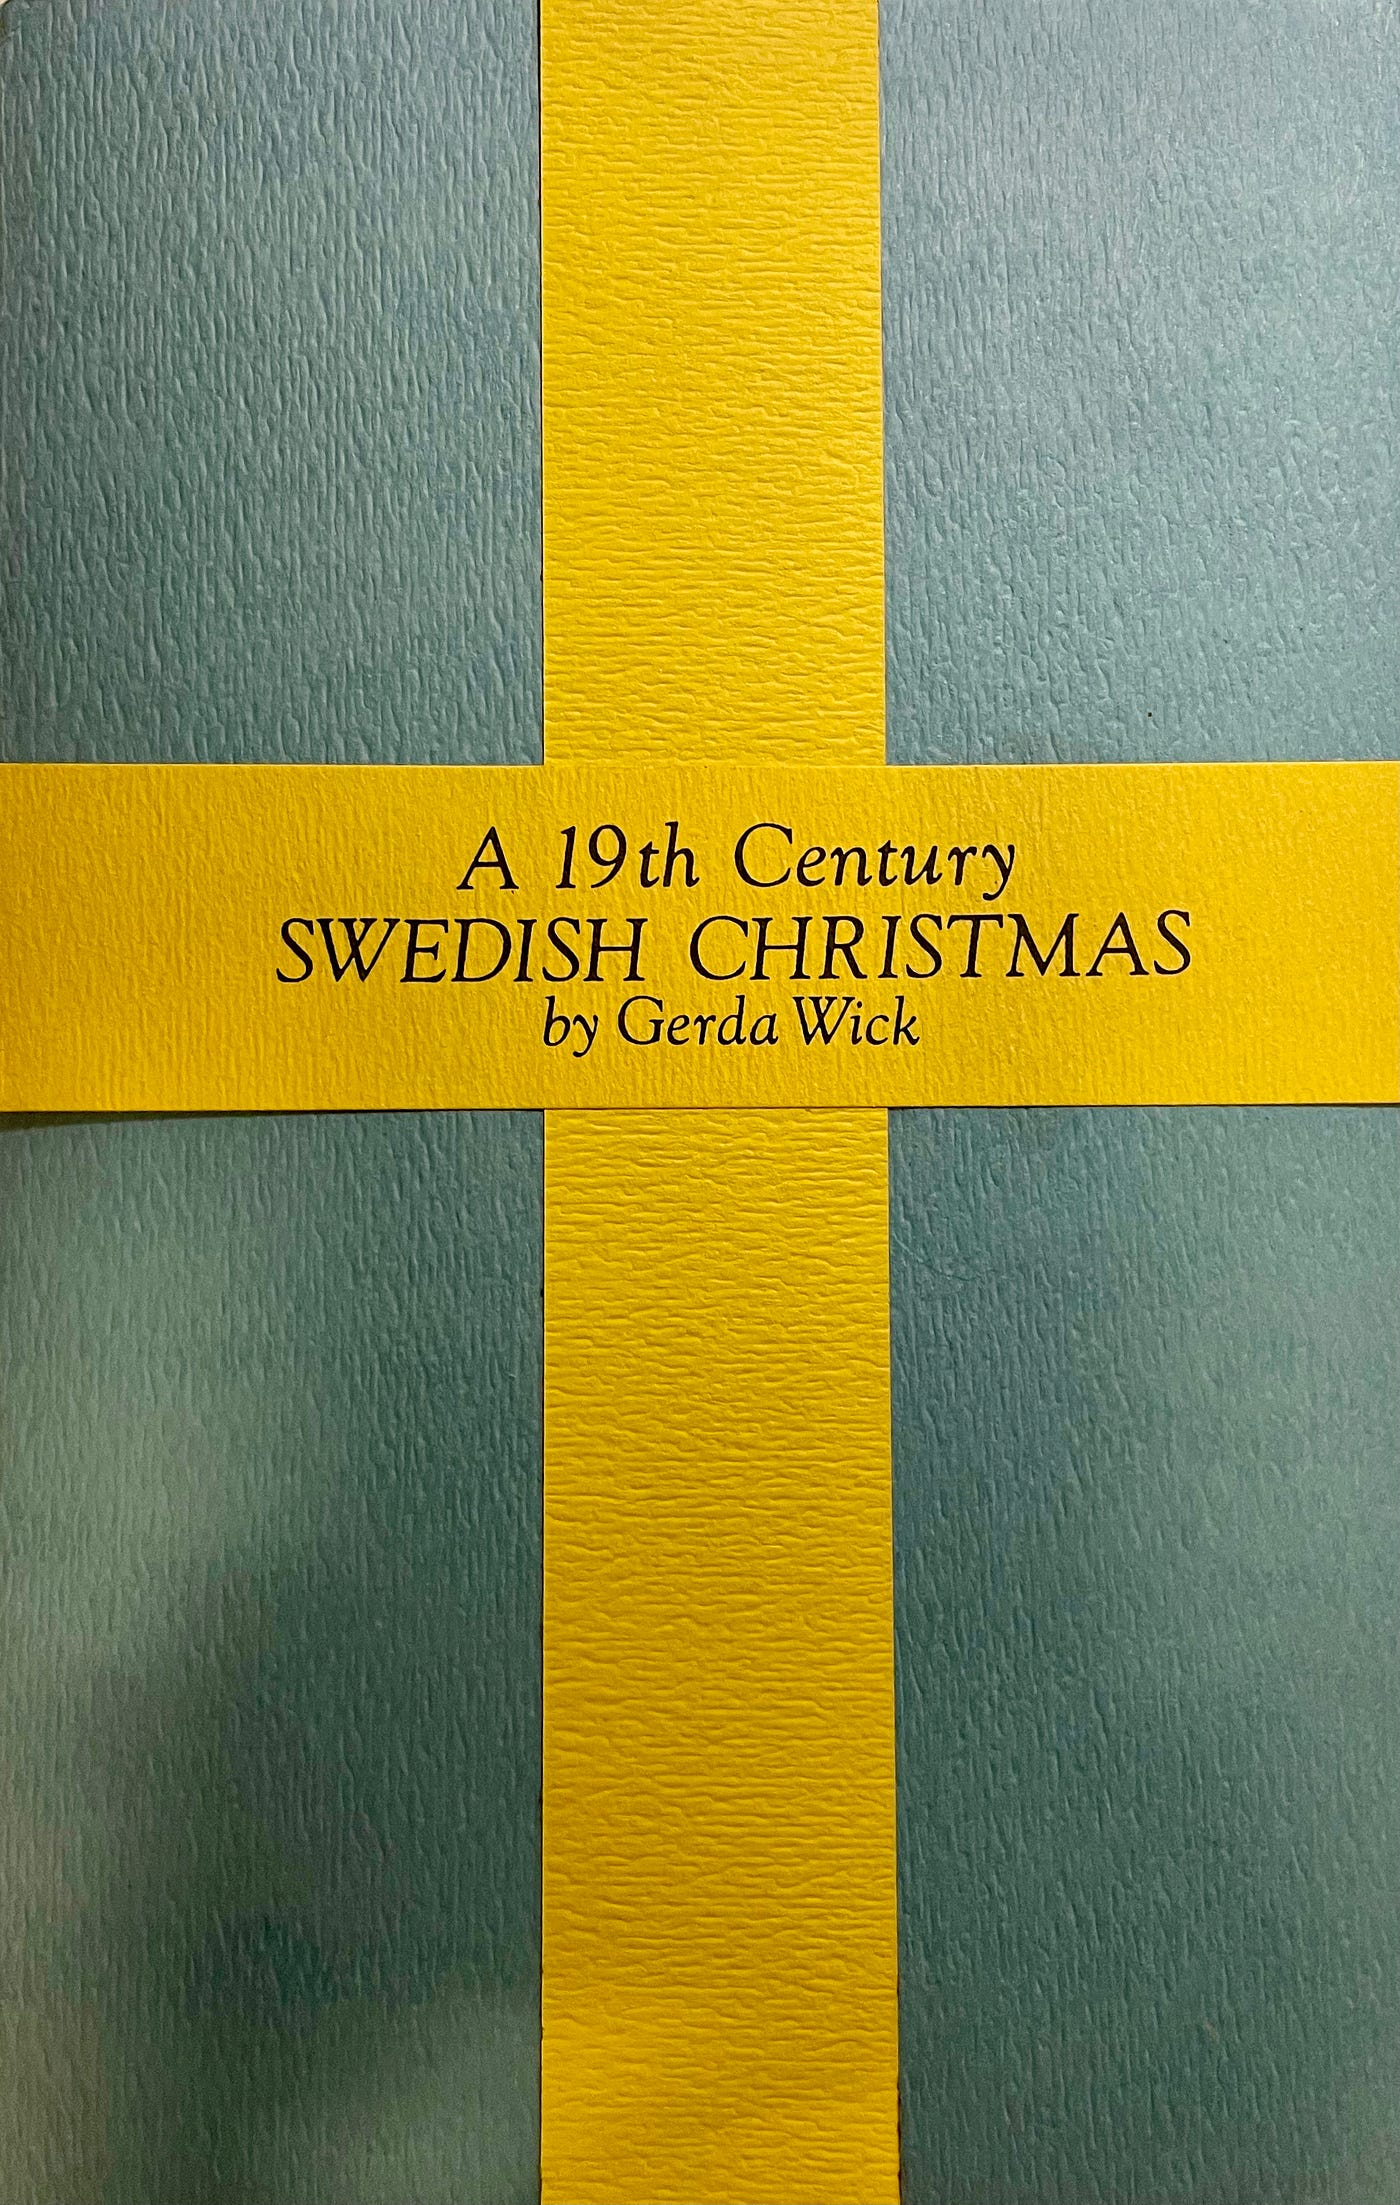 A 19th Century
SWEDISH CHRISTMAS
by Gerda Wick